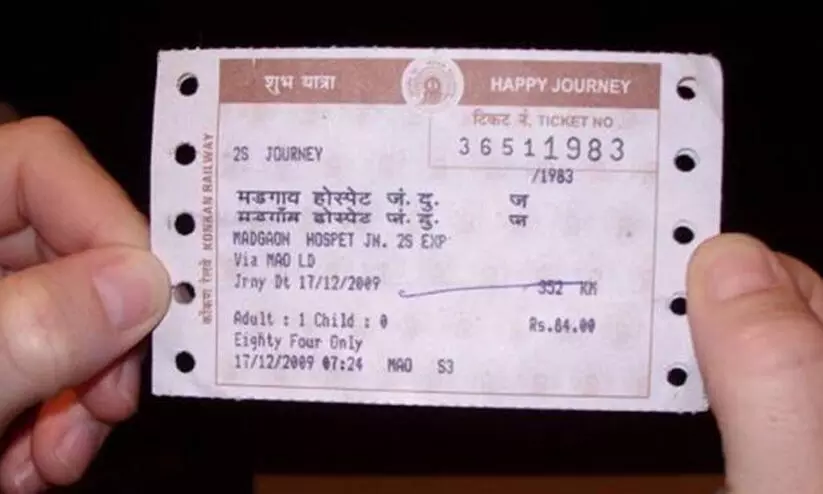 शुभ यात्रा HAPPY JOURNEY
टिकट नं. TICKET NO
36511983
2S JOURNEY
/1983
मडगाव होस्पेट जं. दु. ज
मडगाँव होस्पेट जं. दु.
MADGAON HOSPET JN. 2S EXP
Via MAO LD
Jrny Dt 17/12/2009 352 KM
Adult : 1 Child : 0 Rs.84.00
Eighty Four Only
17/12/2009 07:24 MAO S3
कोंकण रेलवे KONKAN RAILWAY